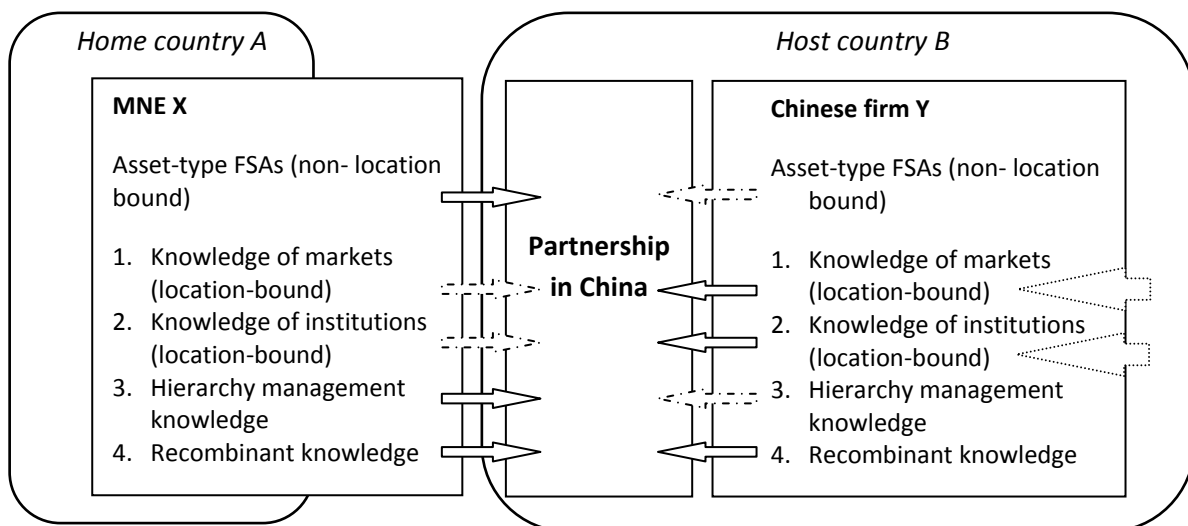 Home country A
Host country B
MNE X
Asset-type FSAs (non- location
bound)
1. Knowledge of markets
(location-bound)
2. Knowledge of institutions
(location-bound)
3. Hierarchy management
knowledge
4. Recombinant knowledge
Partnership
in China
Chinese firm Y
Asset-type FSAs (non- location
bound)
1. Knowledge of markets
(location-bound)
2. Knowledge of institutions
(location-bound)
3. Hierarchy management
knowledge
4. Recombinant knowledge